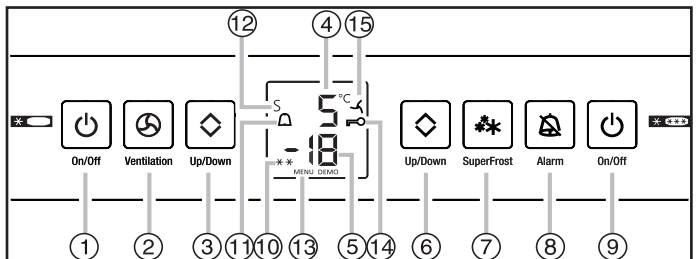 12 4 15
S 5 °C
-18
MENU DEMO
On/Off Ventilation Up/Down Up/Down SuperFrost Alarm On/Off
1 2 3 11 10 13 5 14 6 7 8 9